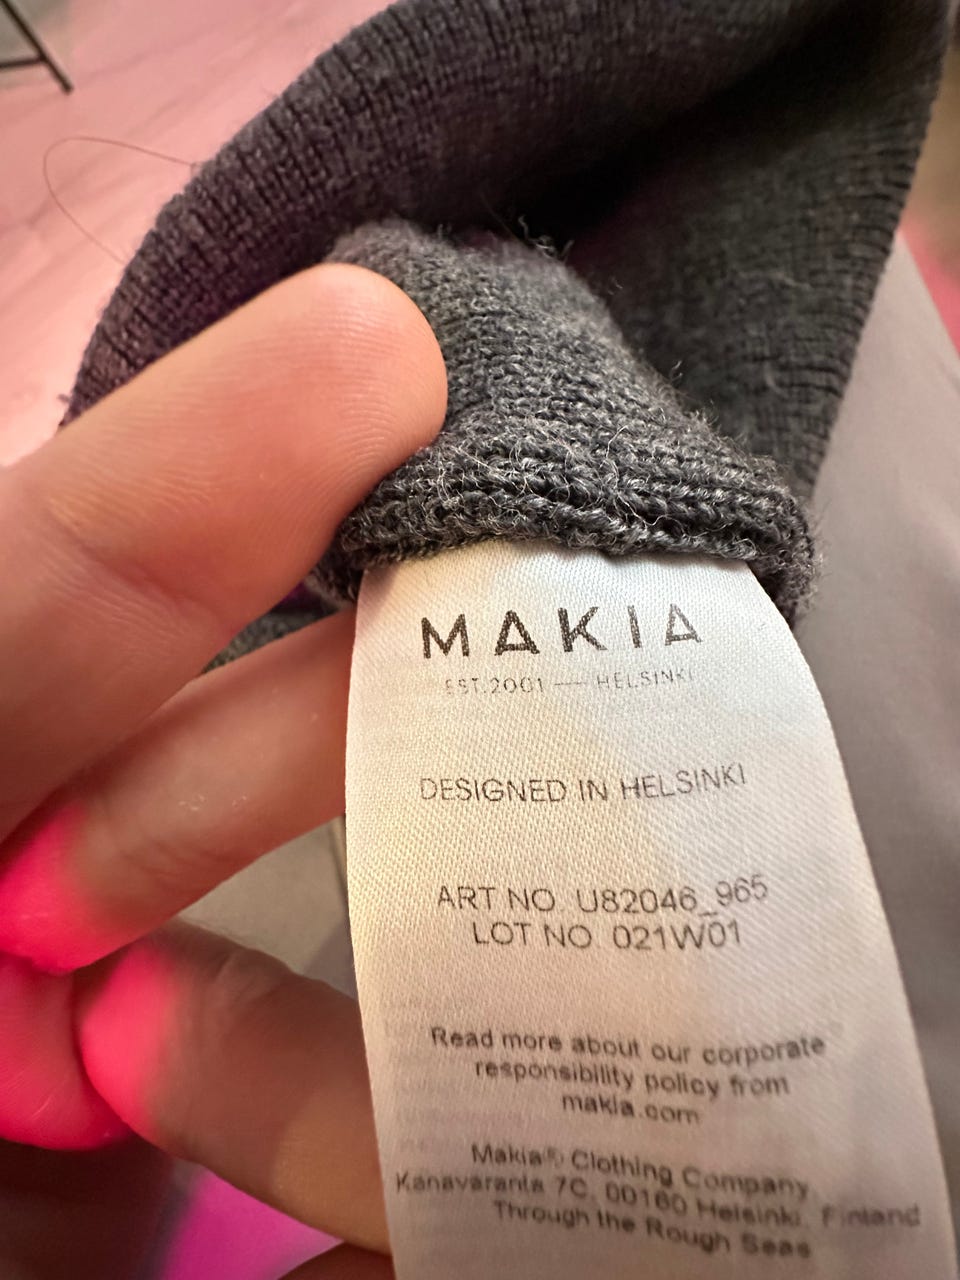 MAKIA
EST.2001 — HELSINKI
DESIGNED IN HELSINKI
ART NO. U82046_965
LOT NO. 021W01
Read more about our corporate
responsibility policy from
makia.com
Makia® Clothing Company
Kanavaranta 7C, 00160 Helsinki, Finland
Through the Rough Seas